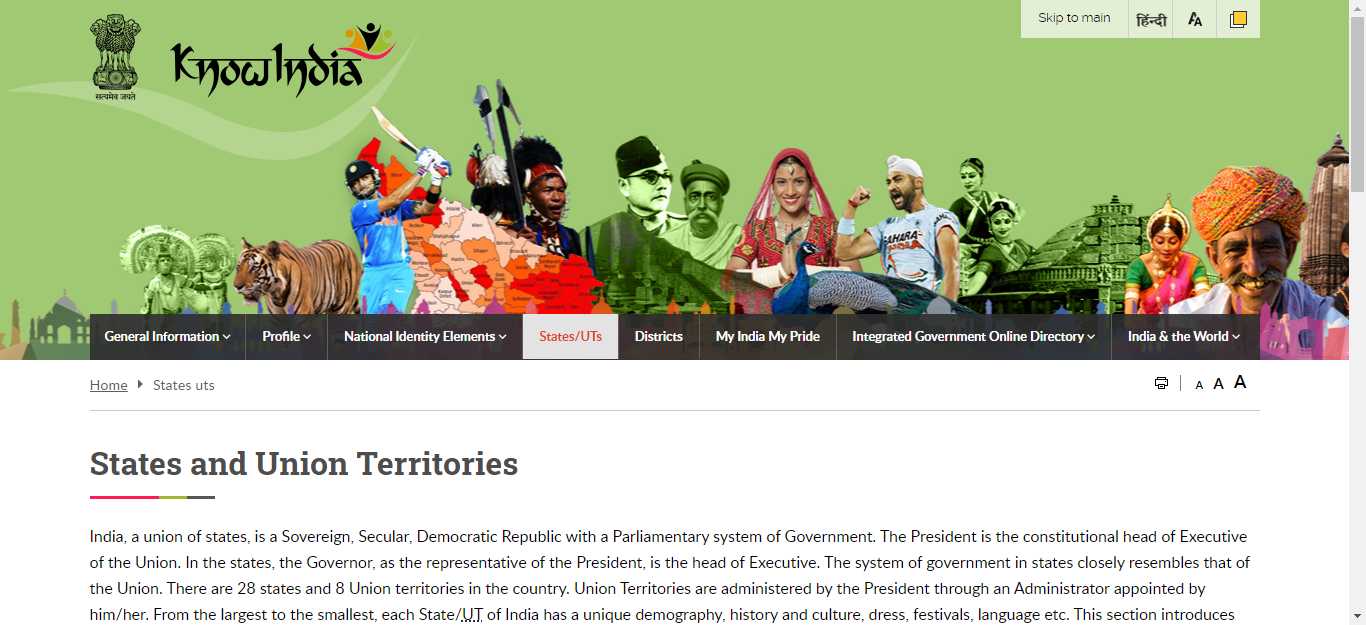 Skip to main
हिंन्दी
AA
सत्यमेव जयते
KnowIndia
SAHARA
INDIA
General Information
Profile
National Identity Elements
States/UTs
Districts
My India My Pride
Integrated Government Online Directory
India & the World
Home
States uts
A A A
States and Union Territories
India, a union of states, is a Sovereign, Secular, Democratic Republic with a Parliamentary system of Government. The President is the constitutional head of Executive
of the Union. In the states, the Governor, as the representative of the President, is the head of Executive. The system of government in states closely resembles that of
the Union. There are 28 states and 8 Union territories in the country. Union Territories are administered by the President through an Administrator appointed by
him/her. From the largest to the smallest, each State/UT of India has a unique demography, history and culture, dress, festivals, language etc. This section introduces